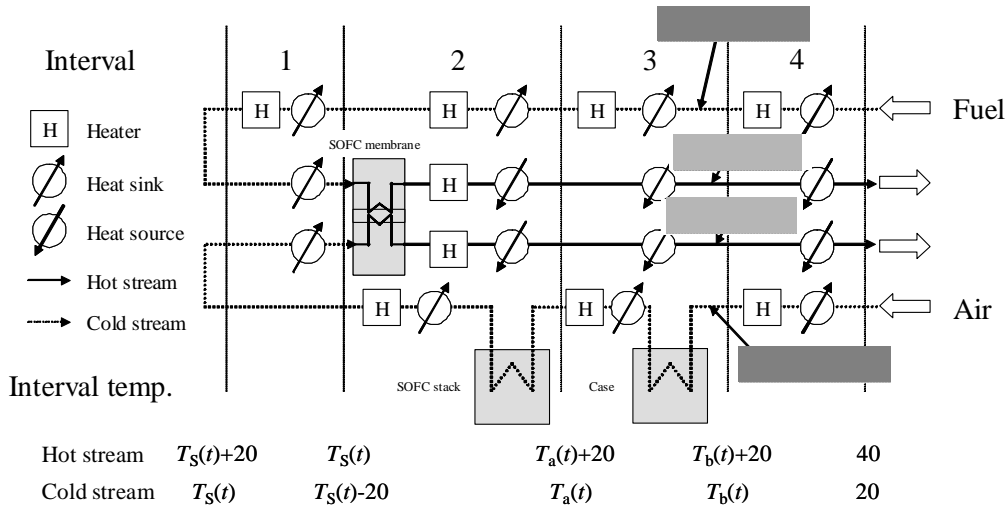 Interval
1
2
3
4
H
Heater
Heat sink
Heat source
Hot stream
Cold stream
H
H
H
H
Fuel
SOFC membrane
H
H
H
H
H
Air
SOFC stack
Case
Interval temp.
Hot stream T_S(t)+20 T_S(t) T_a(t)+20 T_b(t)+20 40
Cold stream T_S(t) T_S(t)-20 T_a(t) T_b(t) 20